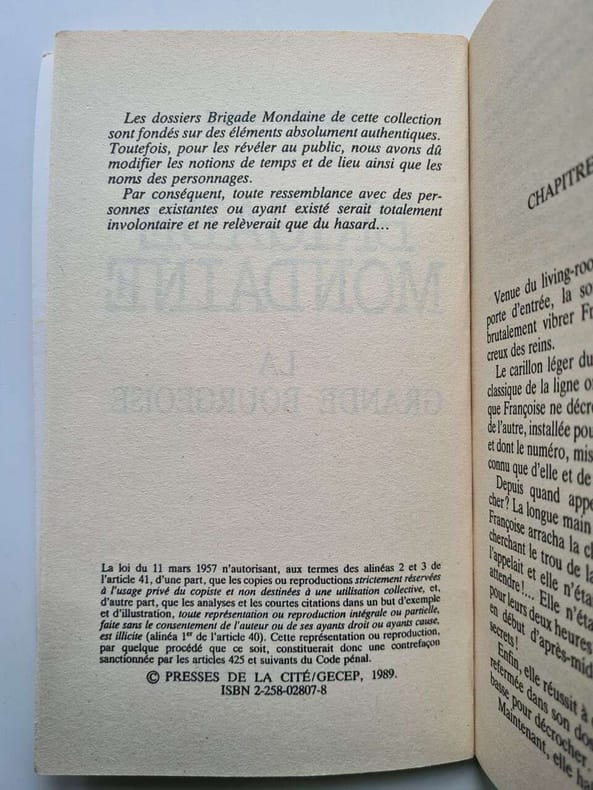 Les dossiers Brigade Mondaine de cette collection
sont fondés sur des éléments absolument authentiques.
Toutefois, pour les révéler au public, nous avons dû
modifier les notions de temps et de lieu ainsi que les
noms des personnages.
Par conséquent, toute ressemblance avec des per-
sonnes existantes ou ayant existé serait totalement
involontaire et ne relèverait que du hasard...
BRIGADE
MONDAINE
LA
GRANDE BOURGEOISE
La loi du 11 mars 1957 n'autorisant, aux termes des alinéas 2 et 3 de
l'article 41, d'une part, que les copies ou reproductions strictement réservées
à l'usage privé du copiste et non destinées à une utilisation collective, et,
d'autre part, que les analyses et les courtes citations dans un but d'exemple
et d'illustration, toute représentation ou reproduction intégrale ou partielle,
faite sans le consentement de l'auteur ou de ses ayants droit ou ayants cause,
est illicite (alinéa 1er de l'article 40). Cette représentation ou reproduction,
par quelque procédé que ce soit, constituerait donc une contrefaçon
sanctionnée par les articles 425 et suivants du Code pénal.
© PRESSES DE LA CITÉ/GECEP, 1989.
ISBN 2-258-02807-8
CHAPITRE
Venue du living-roo
porte d'entrée, la so
brutalement vibrer Fr
creux des reins.
Le carillon léger du
classique de la ligne o
que Françoise ne décro
de l'autre, installée pou
et dont le numéro, mis
connu que d'elle et de
Depuis quand appe
cher? La longue main
Françoise arracha la c
cherchant le trou de la
l'appelait et elle n'éta
attendre!... Elle n'éta
pour leurs deux heures
en début d'après-mid
secrets!
Enfin, elle réussit à
refermée dans son dos
basse pour décrocher.
Maintenant, elle ha